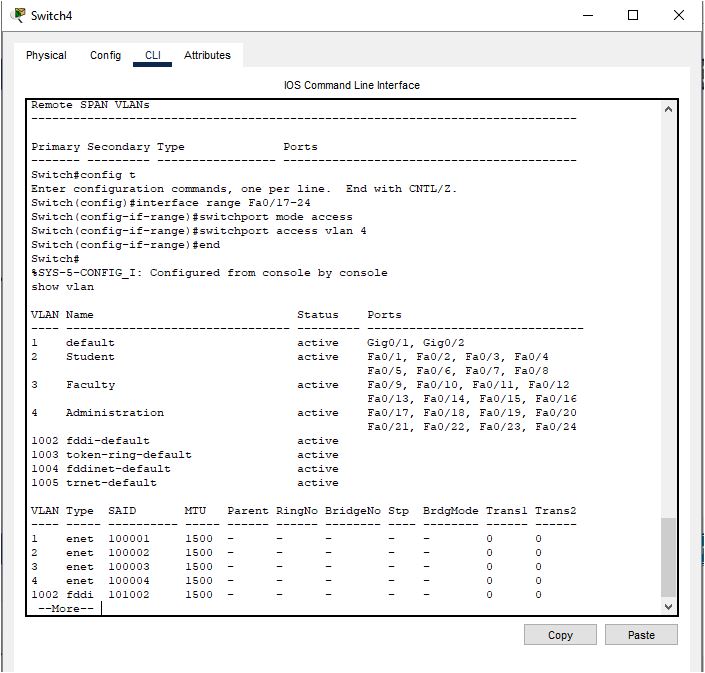 Switch4
Physical Config CLI Attributes
IOS Command Line Interface
Remote SPAN VLANs
------------------------------------------------------------------------------
Primary Secondary Type              Ports
------- --------- ----------------- ------------------------------------------
Switch#config t
Enter configuration commands, one per line.  End with CNTL/Z.
Switch(config)#interface range Fa0/17-24
Switch(config-if-range)#switchport mode access
Switch(config-if-range)#switchport access vlan 4
Switch(config-if-range)#end
Switch#
%SYS-5-CONFIG_I: Configured from console by console
show vlan
VLAN Name                             Status    Ports
---- -------------------------------- --------- -------------------------------
1    default                          active    Gig0/1, Gig0/2
2    Student                          active    Fa0/1, Fa0/2, Fa0/3, Fa0/4
                                                Fa0/5, Fa0/6, Fa0/7, Fa0/8
3    Faculty                          active    Fa0/9, Fa0/10, Fa0/11, Fa0/12
                                                Fa0/13, Fa0/14, Fa0/15, Fa0/16
4    Administration                   active    Fa0/17, Fa0/18, Fa0/19, Fa0/20
                                                Fa0/21, Fa0/22, Fa0/23, Fa0/24
1002 fddi-default                     active
1003 token-ring-default               active
1004 fddinet-default                  active
1005 trnet-default                    active
VLAN Type  SAID       MTU   Parent RingNo BridgeNo Stp  BrdgMode Trans1 Trans2
---- ----- ---------- ----- ------ ------ -------- ---- -------- ------ ------
1    enet  100001     1500  -      -      -        -    -        0      0
2    enet  100002     1500  -      -      -        -    -        0      0
3    enet  100003     1500  -      -      -        -    -        0      0
4    enet  100004     1500  -      -      -        -    -        0      0
1002 fddi  101002     1500  -      -      -        -    -        0      0
 --More--
Copy Paste